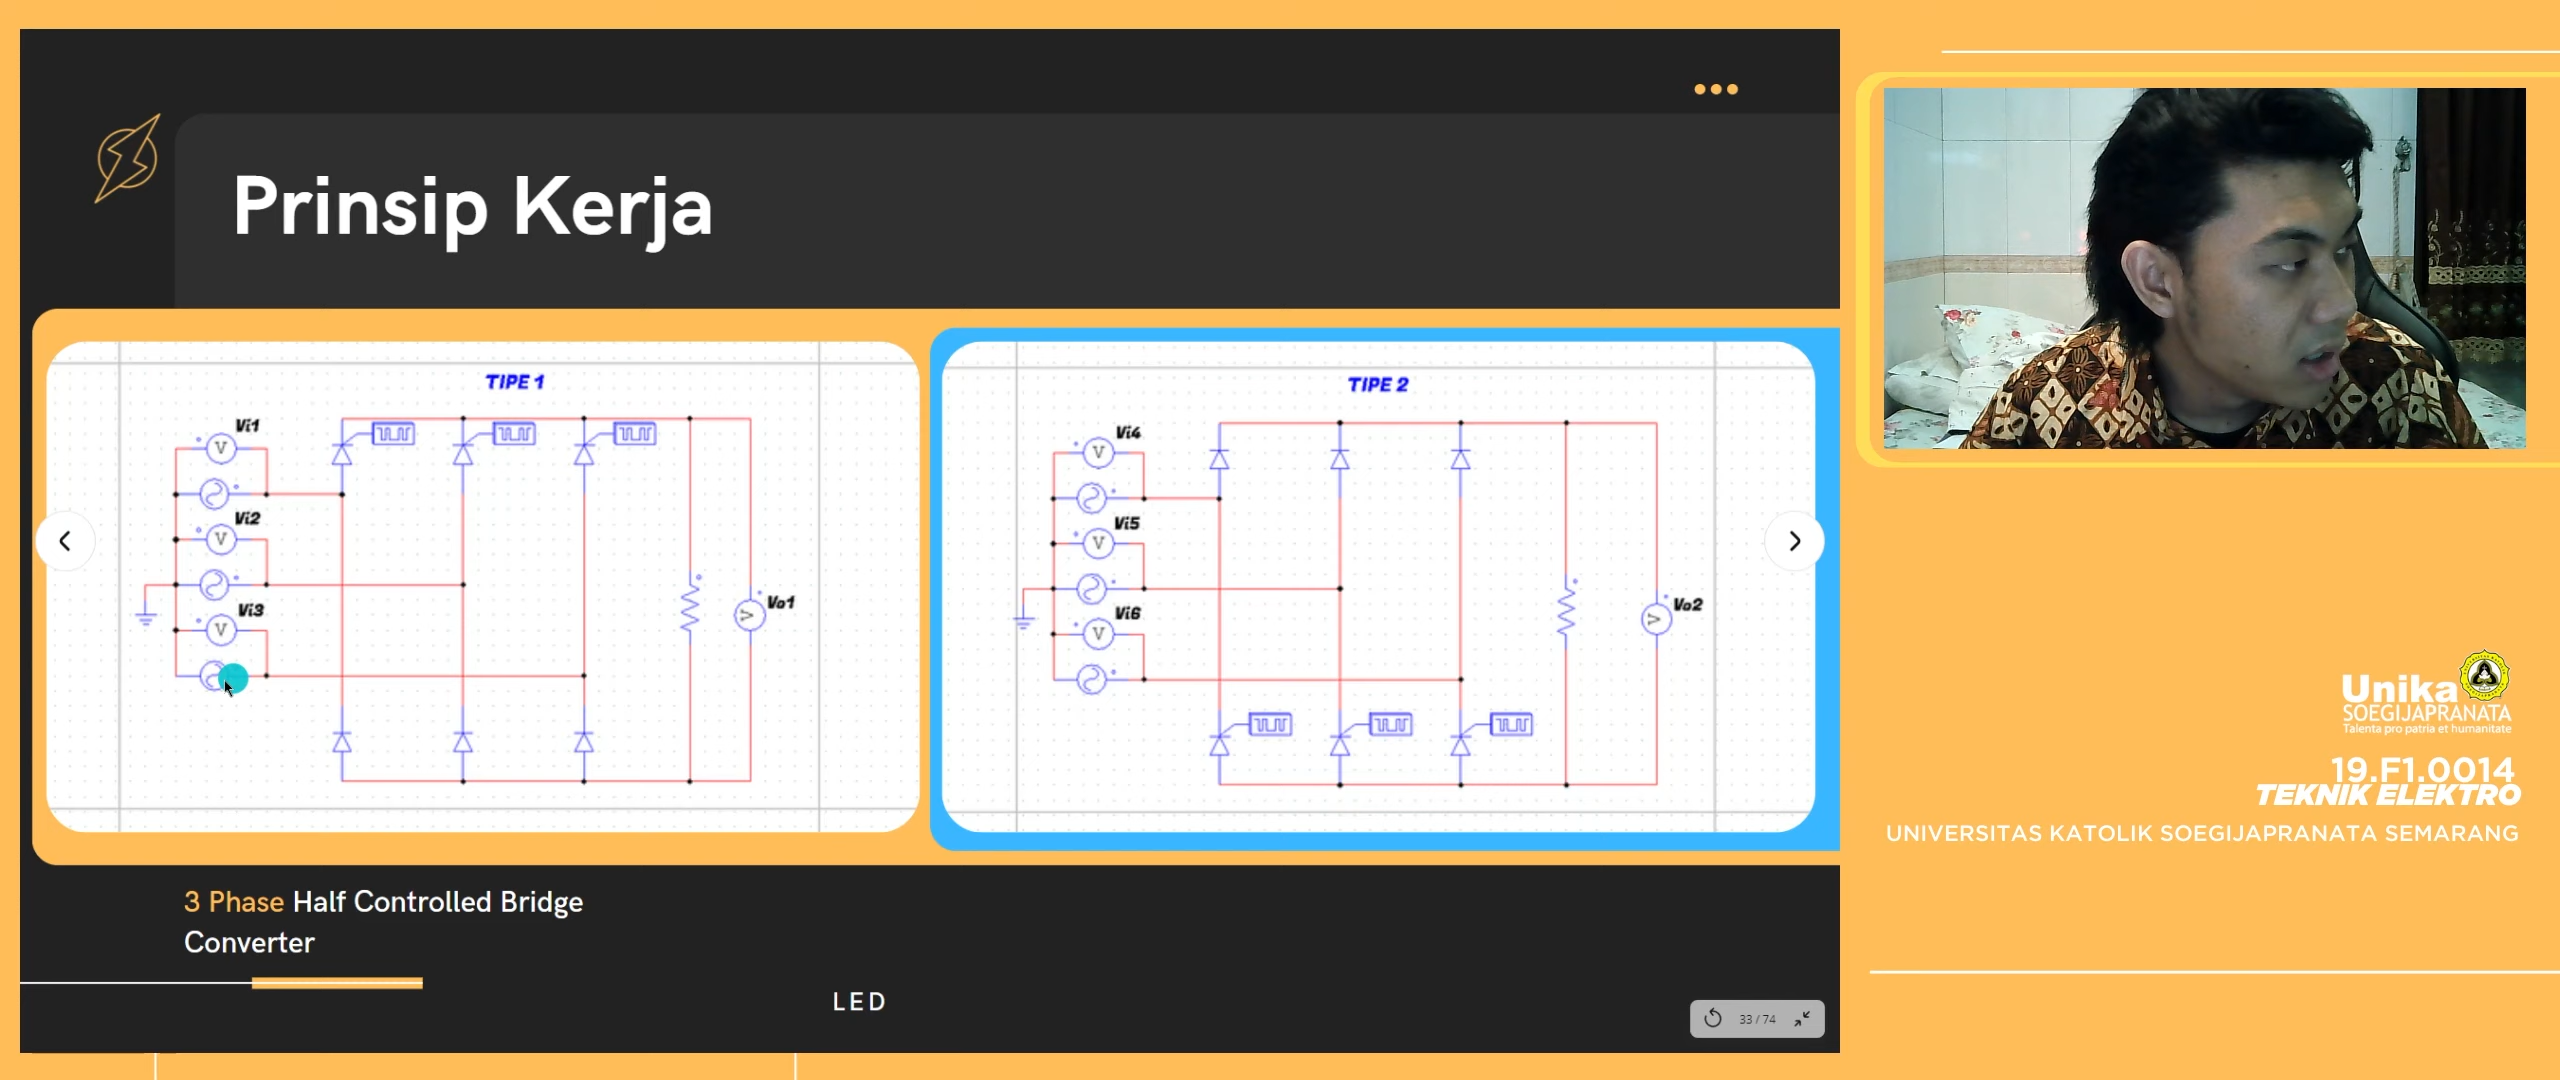 Prinsip Kerja
TIPE 1
Vi1
V
Vi2
V
Vi3
V
Vo1
V
TIPE 2
Vi4
V
Vi5
V
Vi6
V
Vo2
V
3 Phase Half Controlled Bridge
Converter
LED
33 / 74
Unika
SOEGIJAPRANATA
Talenta pro patria et humanitate
19.F1.0014
TEKNIK ELEKTRO
UNIVERSITAS KATOLIK SOEGIJAPRANATA SEMARANG